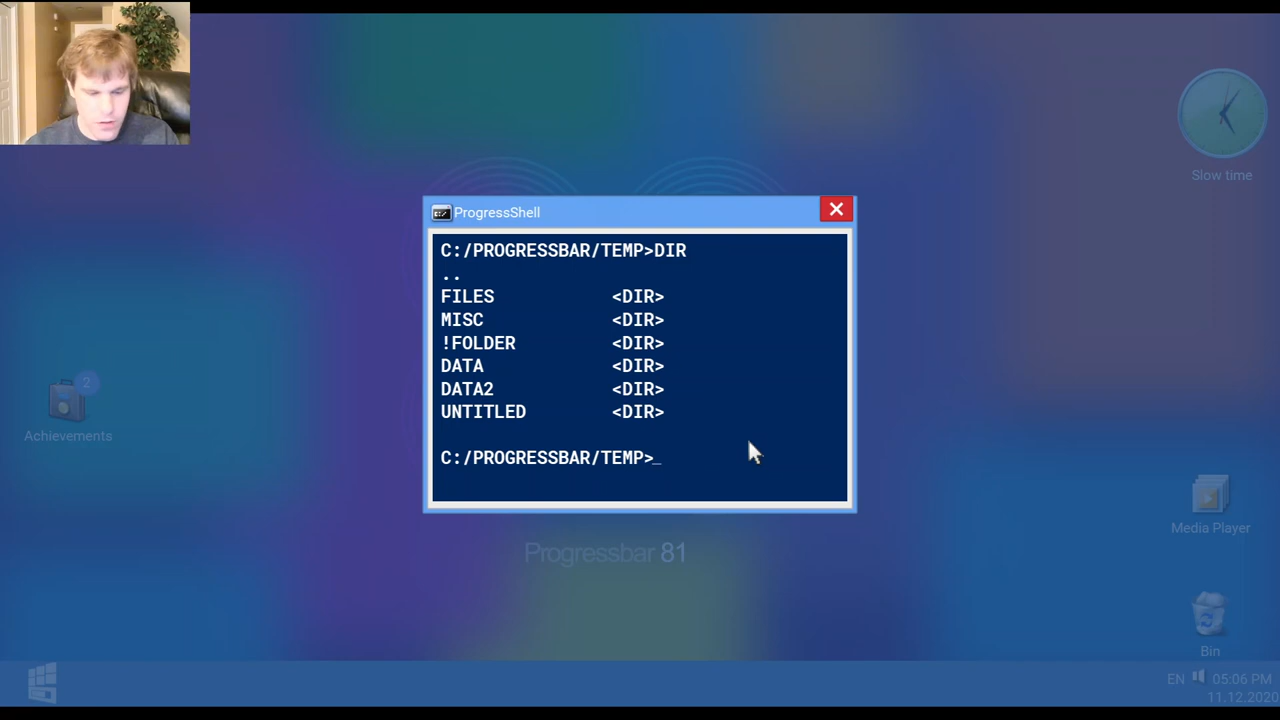 Slow time
ProgressShell
C:/PROGRESSBAR/TEMP>DIR
..
FILES <DIR>
MISC <DIR>
!FOLDER <DIR>
DATA <DIR>
DATA2 <DIR>
UNTITLED <DIR>
C:/PROGRESSBAR/TEMP>_
2
Achievements
Media Player
Progressbar 81
Bin
EN 05:06 PM
11.12.2020